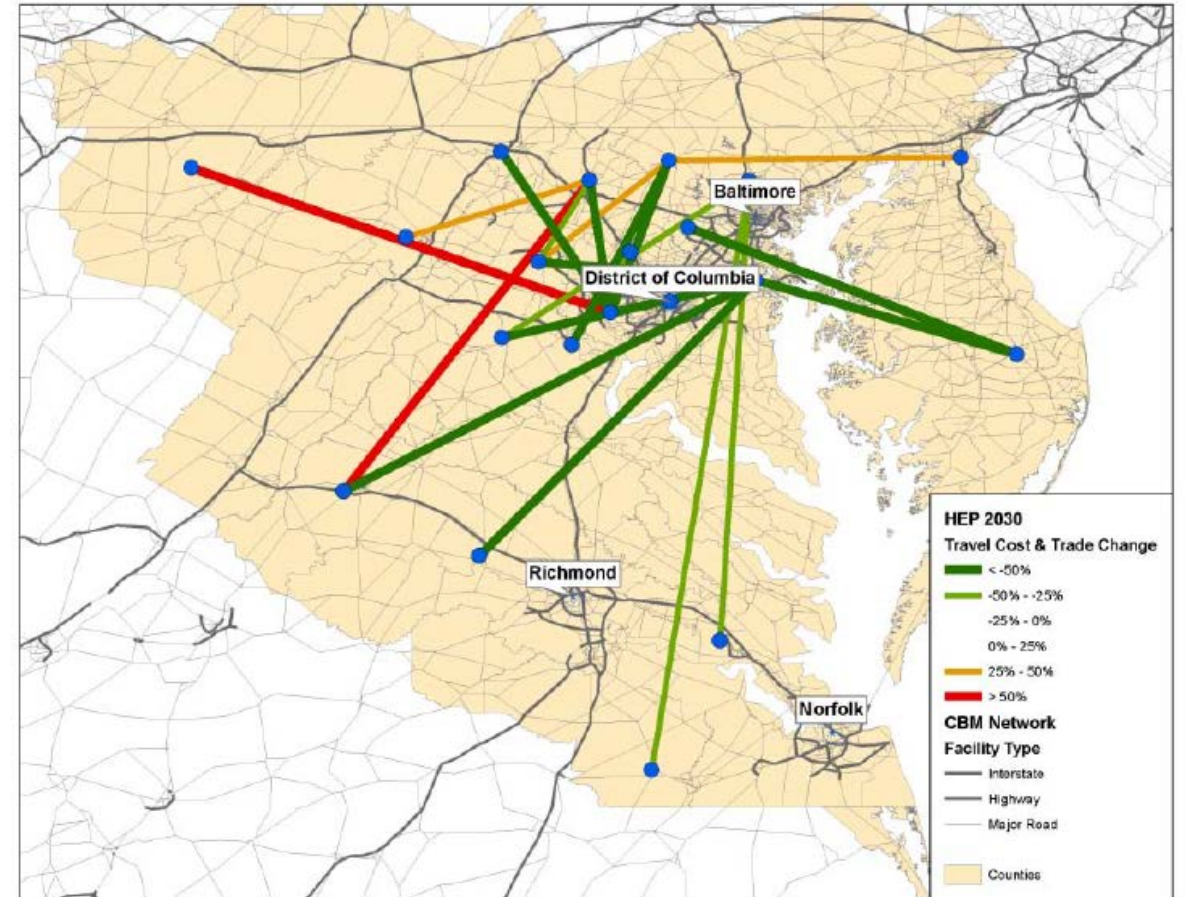 Baltimore
District of Columbia
Richmond
Norfolk
HEP 2030
Travel Cost & Trade Change
< -50%
-50% - -25%
-25% - 0%
0% - 25%
25% - 50%
> 50%
CBM Network
Facility Type
Interstate
Highway
Major Road
Counties